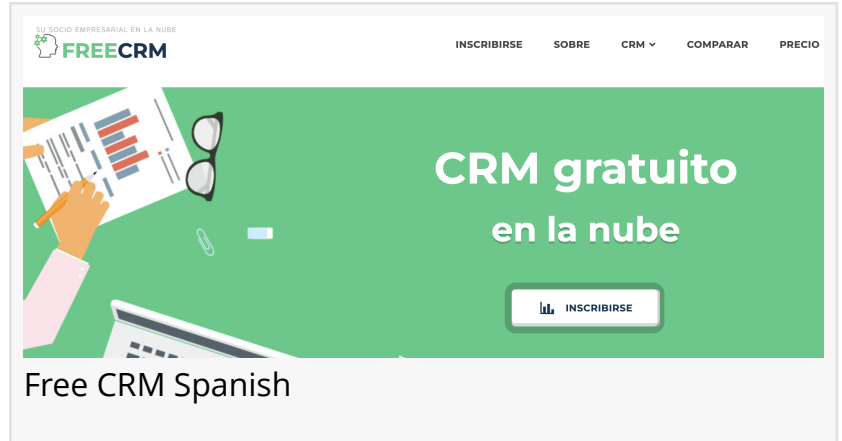 SU SOCIO EMPRESARIAL EN LA NUBE
FREECRM
INSCRIBIRSE SOBRE CRM COMPARAR PRECIO
CRM gratuito
en la nube
INSCRIBIRSE
Free CRM Spanish